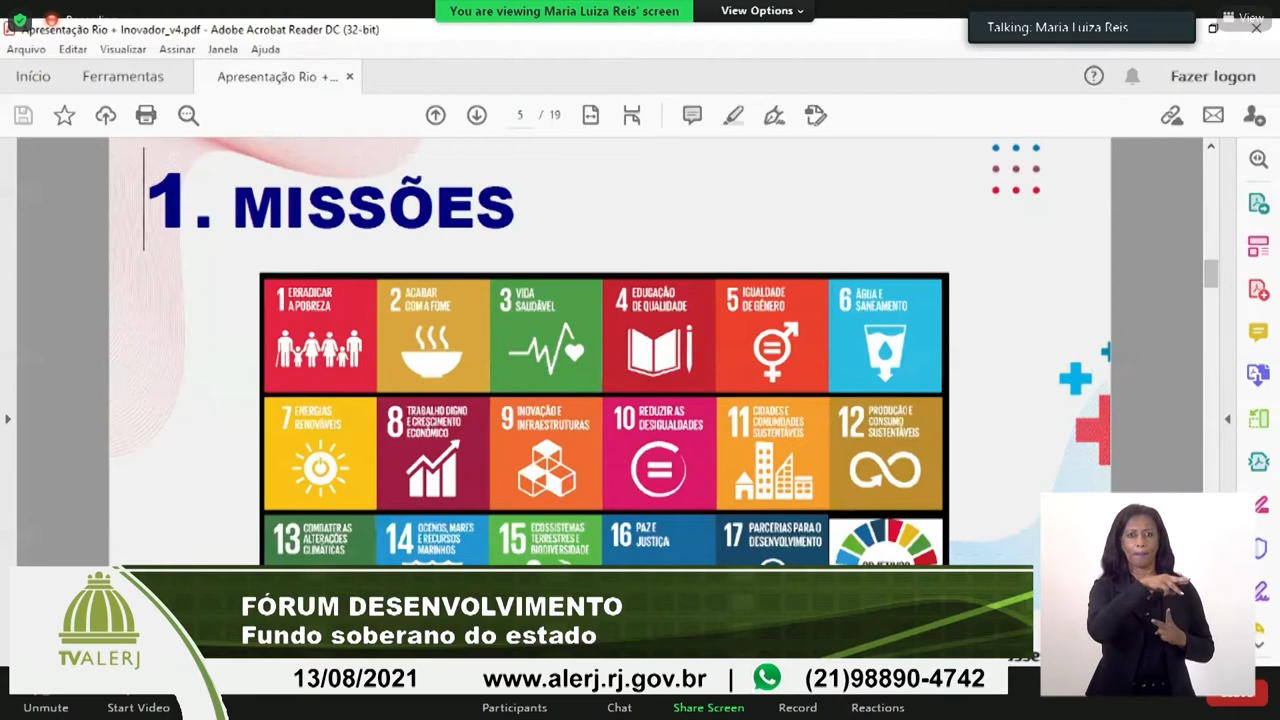 You are viewing Maria Luiza Reis' screen
View Options
Talking: Maria Luiza Reis
View
Apresentação Rio + Inovador_v4.pdf - Adobe Acrobat Reader DC (32-bit)
Arquivo Editar Visualizar Assinar Janela Ajuda
Início Ferramentas Apresentação Rio +... ×
Fazer logon
5 / 19
1. MISSÕES
1 ERRADICAR
A POBREZA
2 ACABAR
COM A FOME
3 VIDA
SAUDÁVEL
4 EDUCAÇÃO
DE QUALIDADE
5 IGUALDADE
DE GÊNERO
6 ÁGUA E
SANEAMENTO
7 ENERGIAS
RENOVÁVEIS
8 TRABALHO DIGNO
E CRESCIMENTO
ECONÓMICO
9 INOVAÇÃO E
INFRAESTRUTURAS
10 REDUZIR AS
DESIGUALDADES
11 CIDADES E
COMUNIDADES
SUSTENTÁVEIS
12 PRODUÇÃO E
CONSUMO
SUSTENTÁVEIS
13 COMBATER AS
ALTERAÇÕES
CLIMÁTICAS
14 OCENOS, MARES
E RECURSOS
MARINHOS
15 ECOSSISTEMAS
TERRESTRES E
BIODIVERSIDADE
16 PAZ E
JUSTIÇA
17 PARCERIAS PARA O
DESENVOLVIMENTO
FÓRUM DESENVOLVIMENTO
Fundo soberano do estado
TVALERJ
13/08/2021 www.alerj.rj.gov.br | (21)98890-4742
Unmute Start Video Participants Chat Share Screen Record Reactions